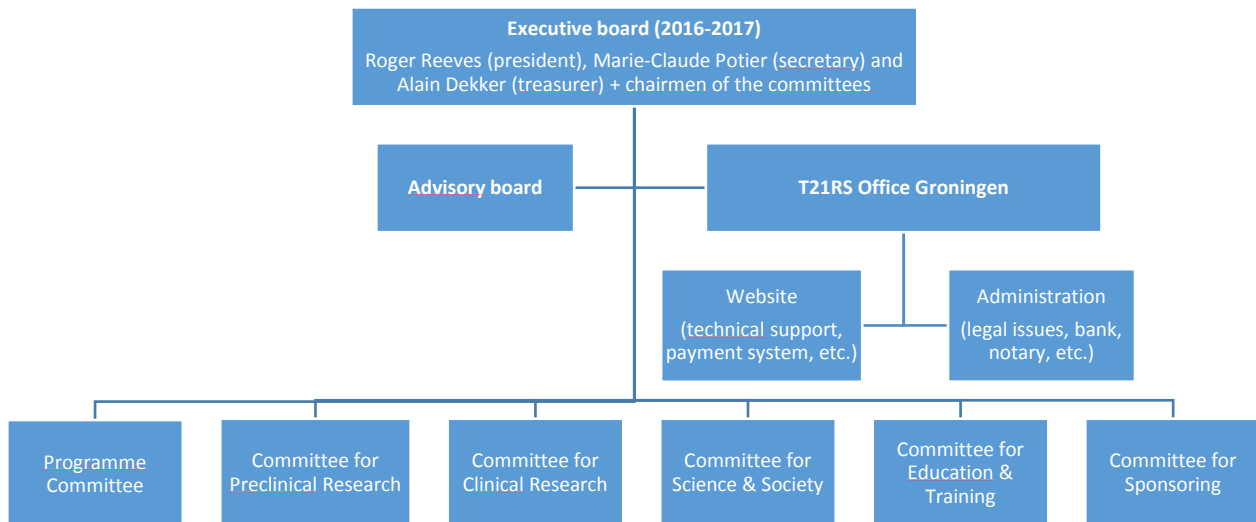 Executive board (2016-2017)
Roger Reeves (president), Marie-Claude Potier (secretary) and
Alain Dekker (treasurer) + chairmen of the committees
Advisory board
T21RS Office Groningen
Website
(technical support,
payment system, etc.)
Administration
(legal issues, bank,
notary, etc.)
Programme
Committee
Committee for
Preclinical Research
Committee for
Clinical Research
Committee for
Science & Society
Committee for
Education &
Training
Committee for
Sponsoring